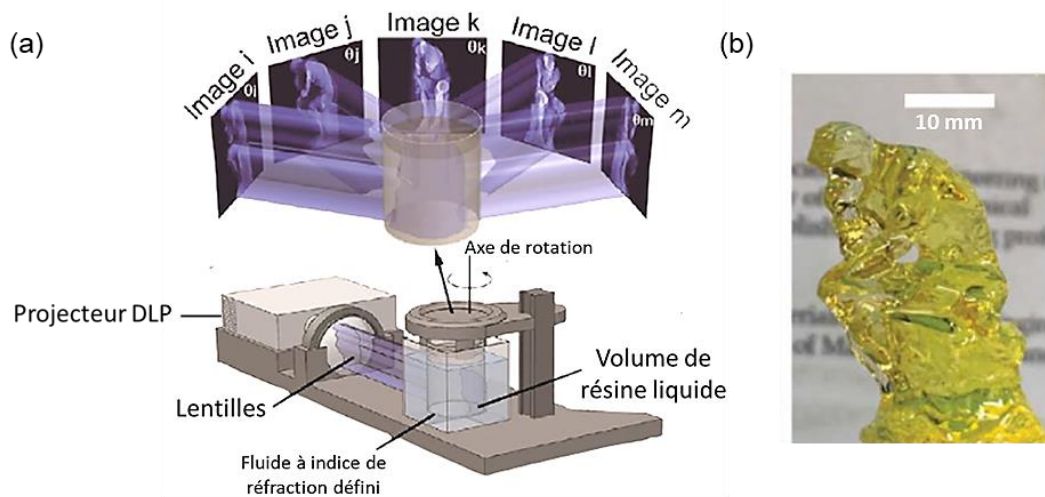 (a)
Image i
Image j
Image k
Image l
Image m
θi
θj
θk
θl
θm
Axe de rotation
Projecteur DLP
Lentilles
Volume de
résine liquide
Fluide à indice de
réfraction défini
(b)
10 mm